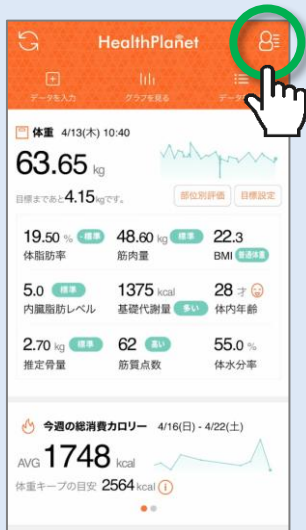 HealthPlanet
データを入力 グラフを見る データ
体重 4/13(木) 10:40
63.65 kg
目標まであと4.15kgです。 部位別評価 目標設定
19.50 % -標準 48.60 kg 標準 22.3
体脂肪率 筋肉量 BMI 普通体重
5.0 標準 1375 kcal 28 才
内臓脂肪レベル 基礎代謝量 多い 体内年齢
2.70 kg 標準 62 高い 55.0 %
推定骨量 筋質点数 体水分率
今週の総消費カロリー 4/16(日) - 4/22(土)
AVG 1748 kcal
体重キープの目安 2564 kcal i